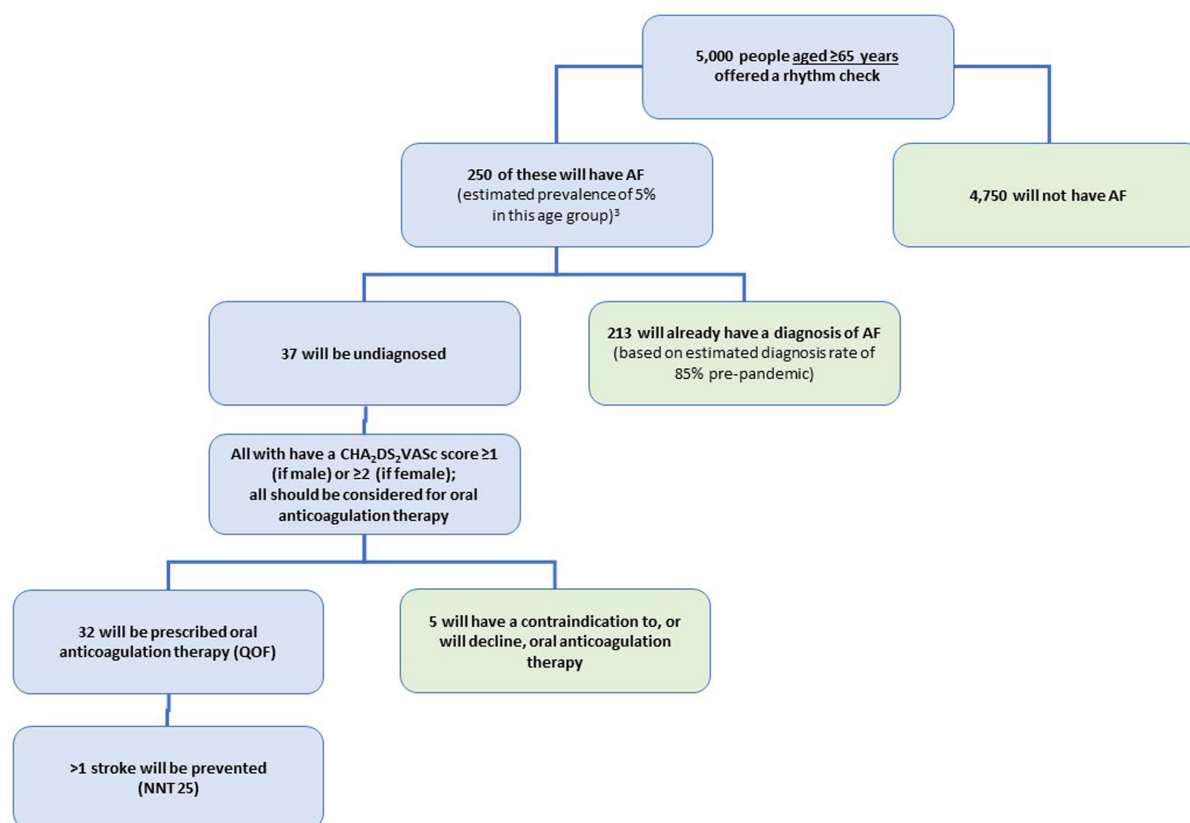 5,000 people aged ≥65 years
offered a rhythm check
250 of these will have AF
(estimated prevalence of 5%
in this age group)³
4,750 will not have AF
37 will be undiagnosed
213 will already have a diagnosis of AF
(based on estimated diagnosis rate of
85% pre-pandemic)
All with have a CHA₂DS₂VASc score ≥1
(if male) or ≥2 (if female);
all should be considered for oral
anticoagulation therapy
32 will be prescribed oral
anticoagulation therapy (QOF)
5 will have a contraindication to, or
will decline, oral anticoagulation
therapy
>1 stroke will be prevented
(NNT 25)